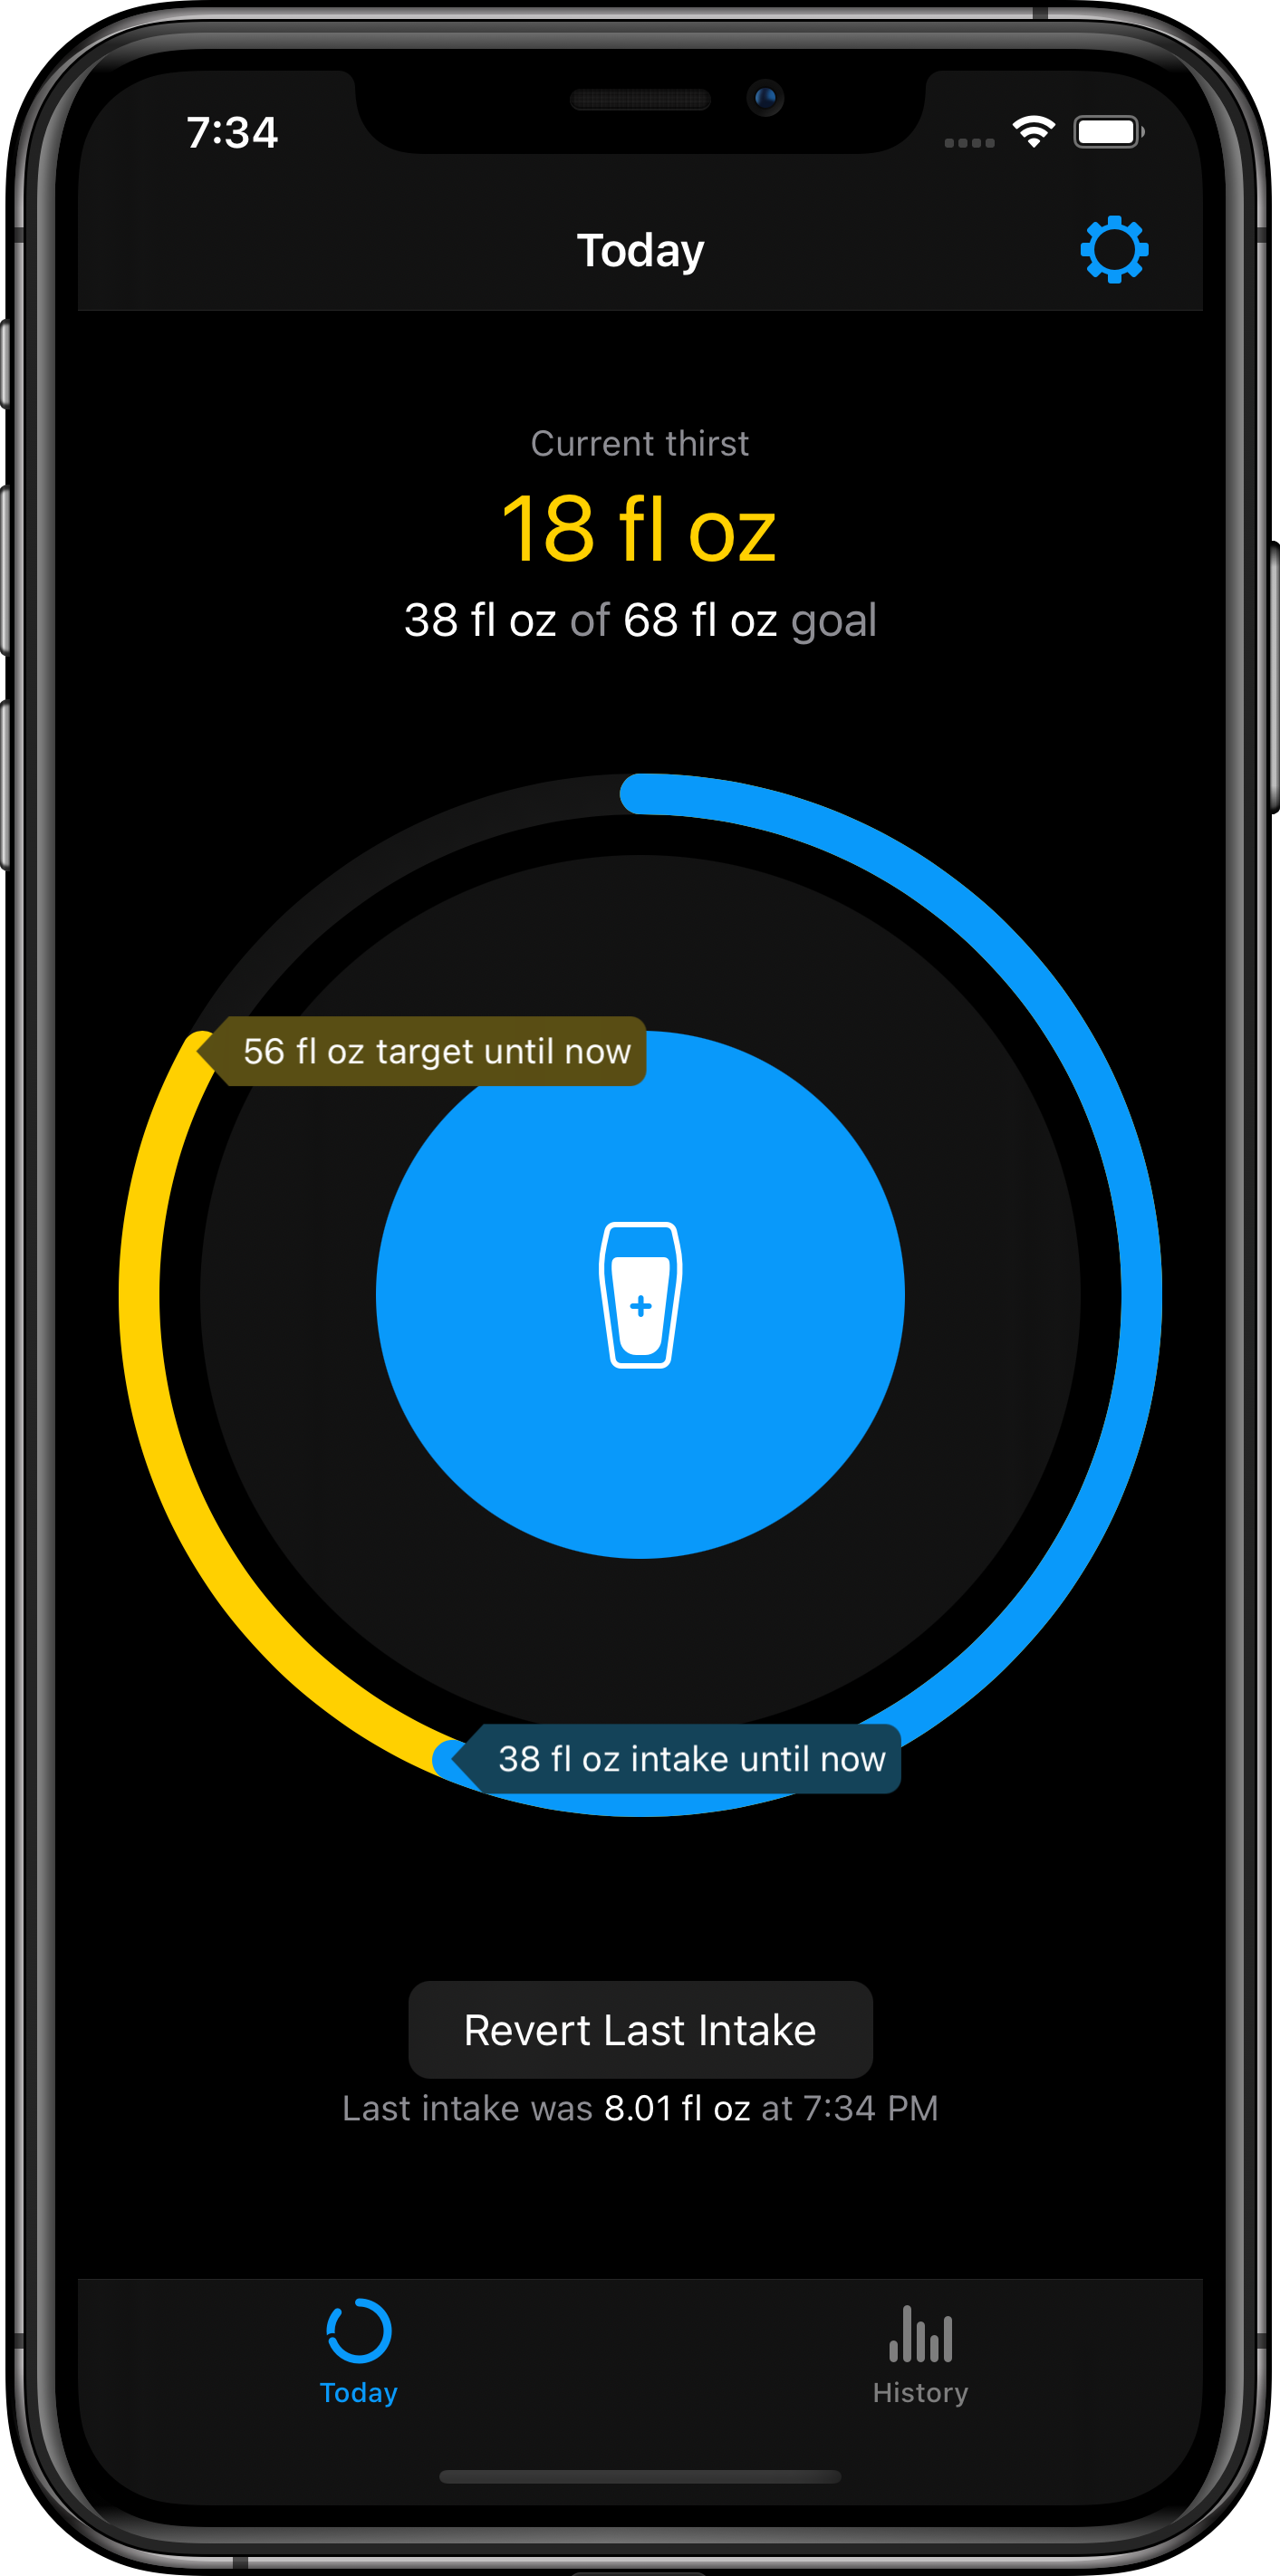 7:34
Today
Current thirst
18 fl oz
38 fl oz of 68 fl oz goal
56 fl oz target until now
38 fl oz intake until now
Revert Last Intake
Last intake was 8.01 fl oz at 7:34 PM
Today
History